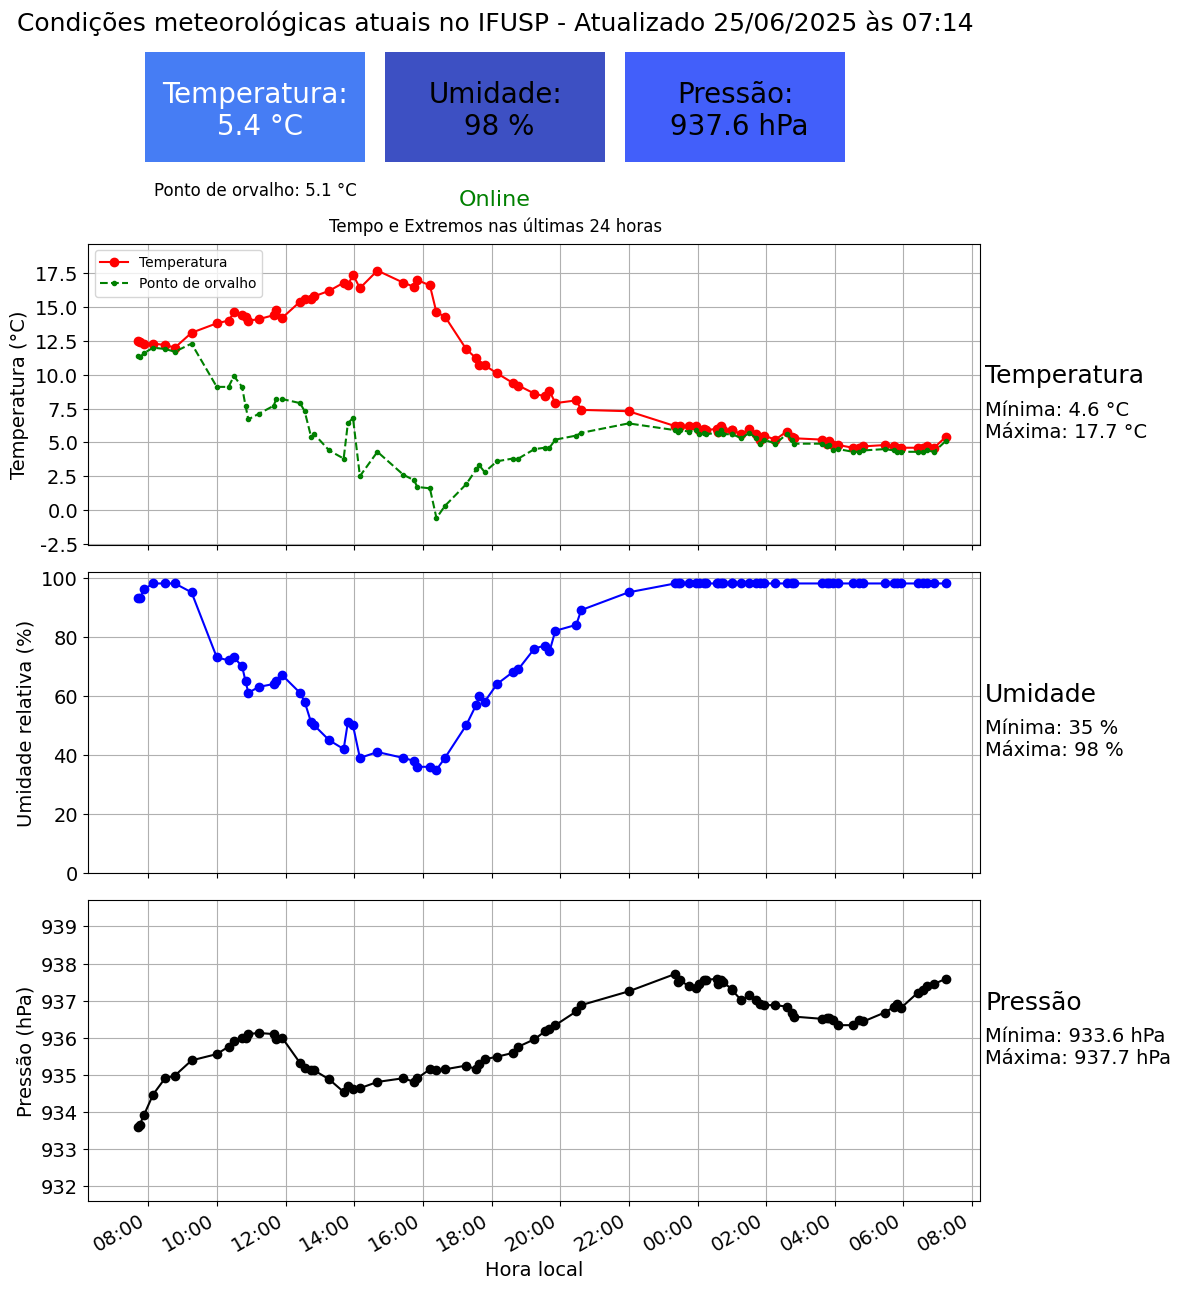 Condições meteorológicas atuais no IFUSP - Atualizado 25/06/2025 às 07:14
Temperatura:
5.4 °C
Umidade:
98 %
Pressão:
937.6 hPa
Ponto de orvalho: 5.1 °C
Online
Tempo e Extremos nas últimas 24 horas
Temperatura
Ponto de orvalho
Temperatura (°C)
17.5
15.0
12.5
10.0
7.5
5.0
2.5
0.0
-2.5
Temperatura
Mínima: 4.6 °C
Máxima: 17.7 °C
Umidade relativa (%)
100
80
60
40
20
0
Umidade
Mínima: 35 %
Máxima: 98 %
Pressão (hPa)
939
938
937
936
935
934
933
932
Pressão
Mínima: 933.6 hPa
Máxima: 937.7 hPa
08:00 10:00 12:00 14:00 16:00 18:00 20:00 22:00 00:00 02:00 04:00 06:00 08:00
Hora local